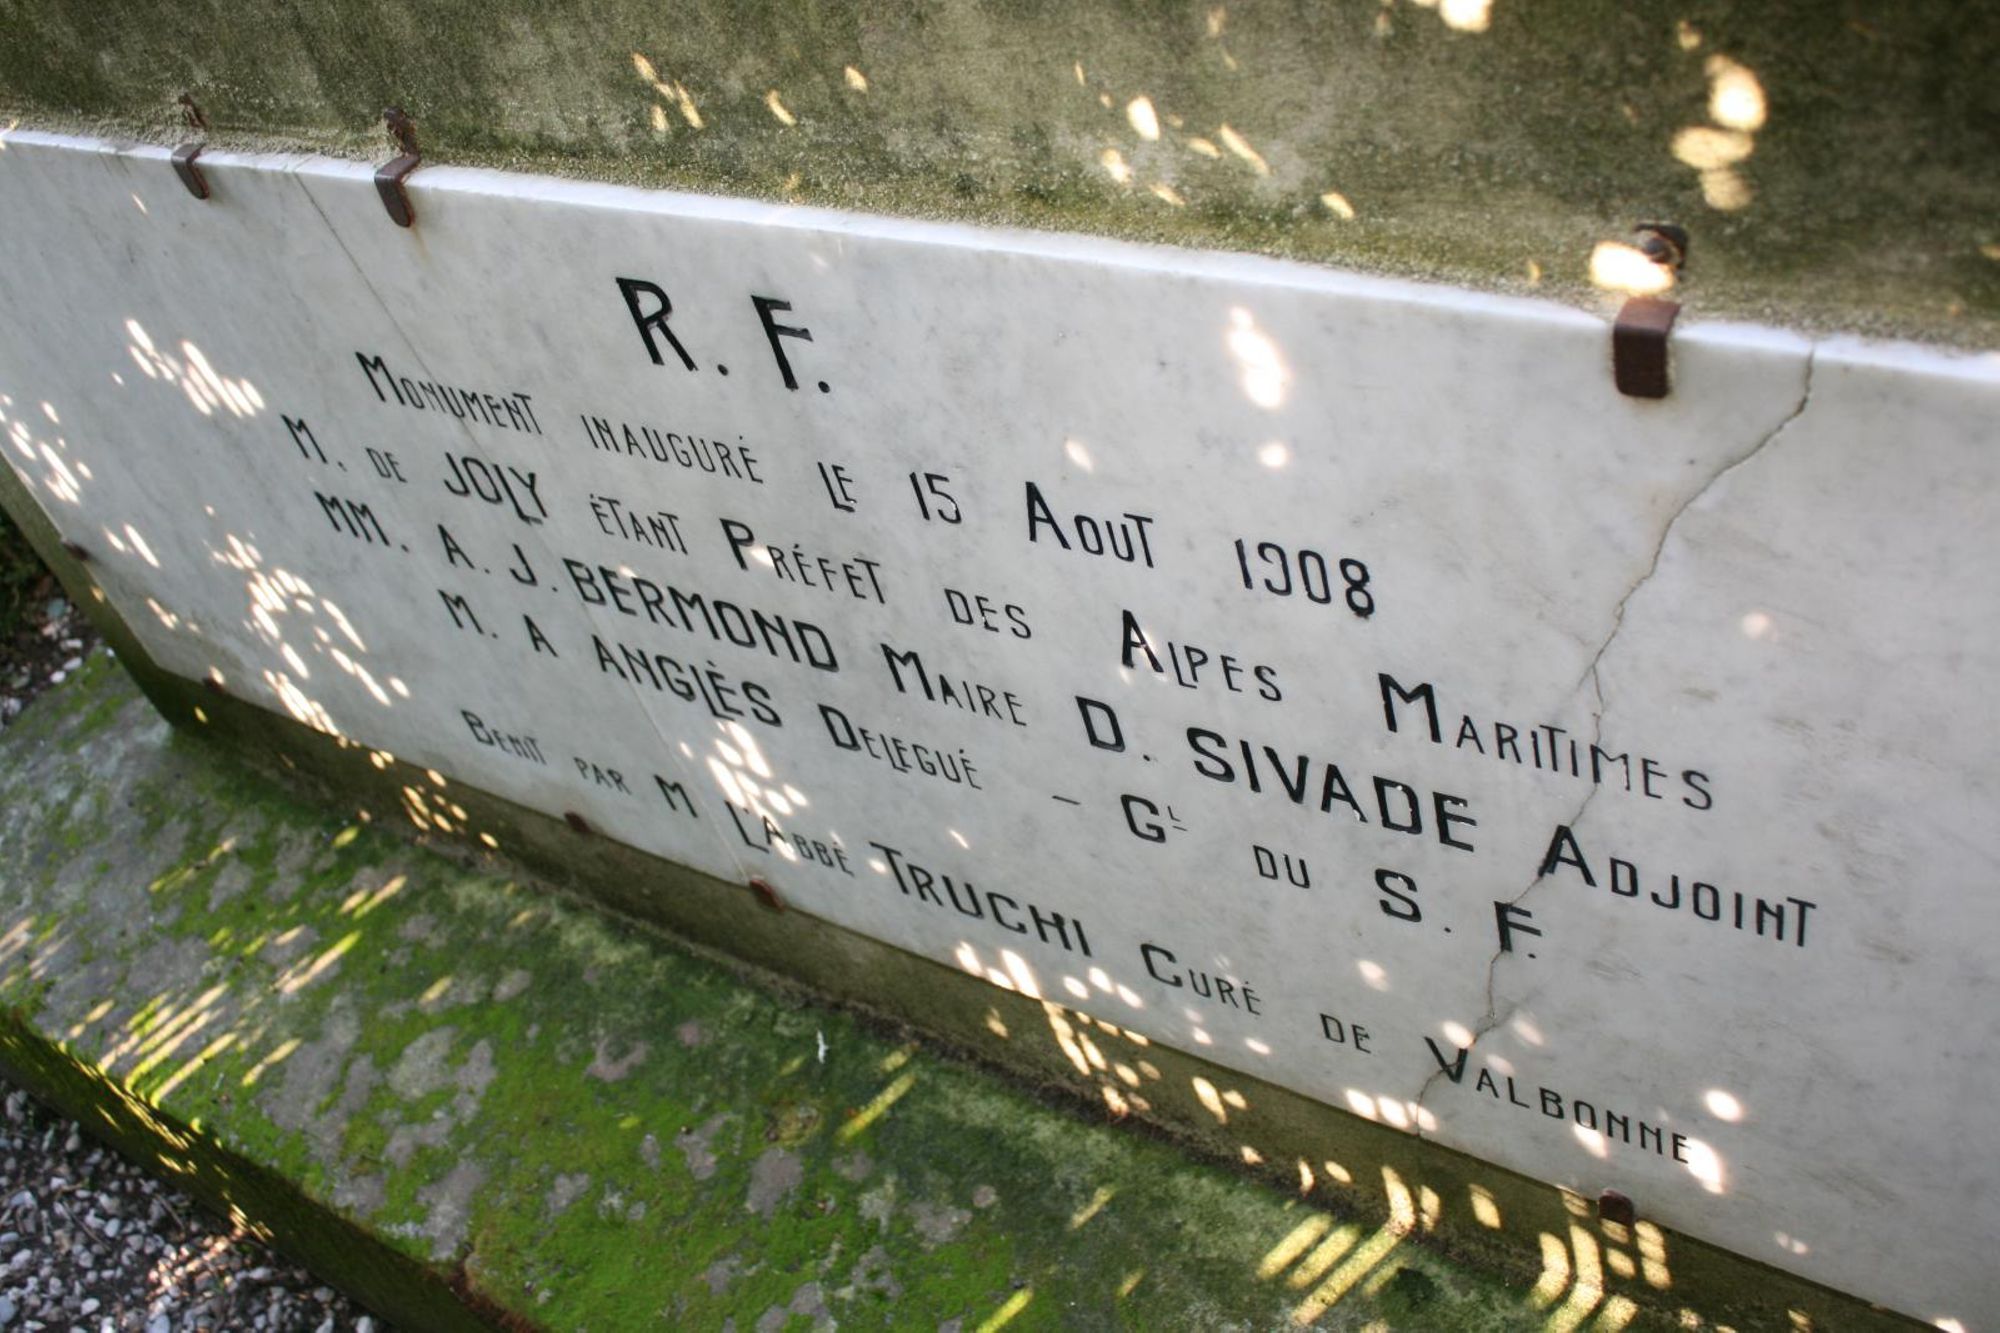 R. F.
MONUMENT INAUGURÉ LE 15 AOUT 1908
M. DE JOLY ÉTANT PRÉFET DES ALPES MARITIMES
MM. A. J. BERMOND MAIRE D. SIVADE ADJOINT
M. A ANGLÈS DELEGUÉ - GL DU S. F.
BENIT PAR M L'ABBÈ TRUCHI CURÉ DE VALBONNE